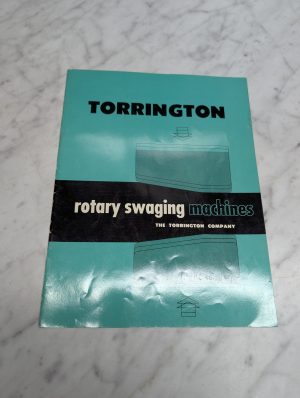 TORRINGTON
rotary swaging machines
THE TORRINGTON COMPANY